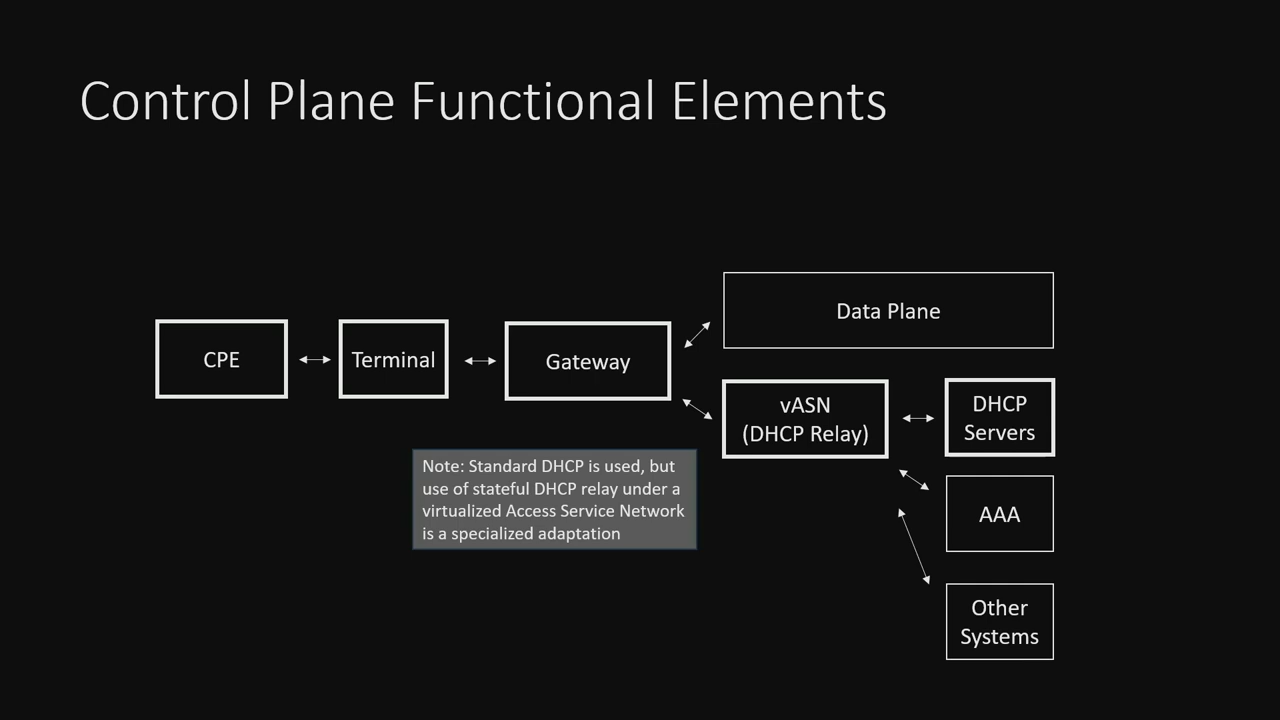 Control Plane Functional Elements
Data Plane
CPE
Terminal
Gateway
vASN
(DHCP Relay)
DHCP
Servers
Note: Standard DHCP is used, but
use of stateful DHCP relay under a
virtualized Access Service Network
is a specialized adaptation
AAA
Other
Systems